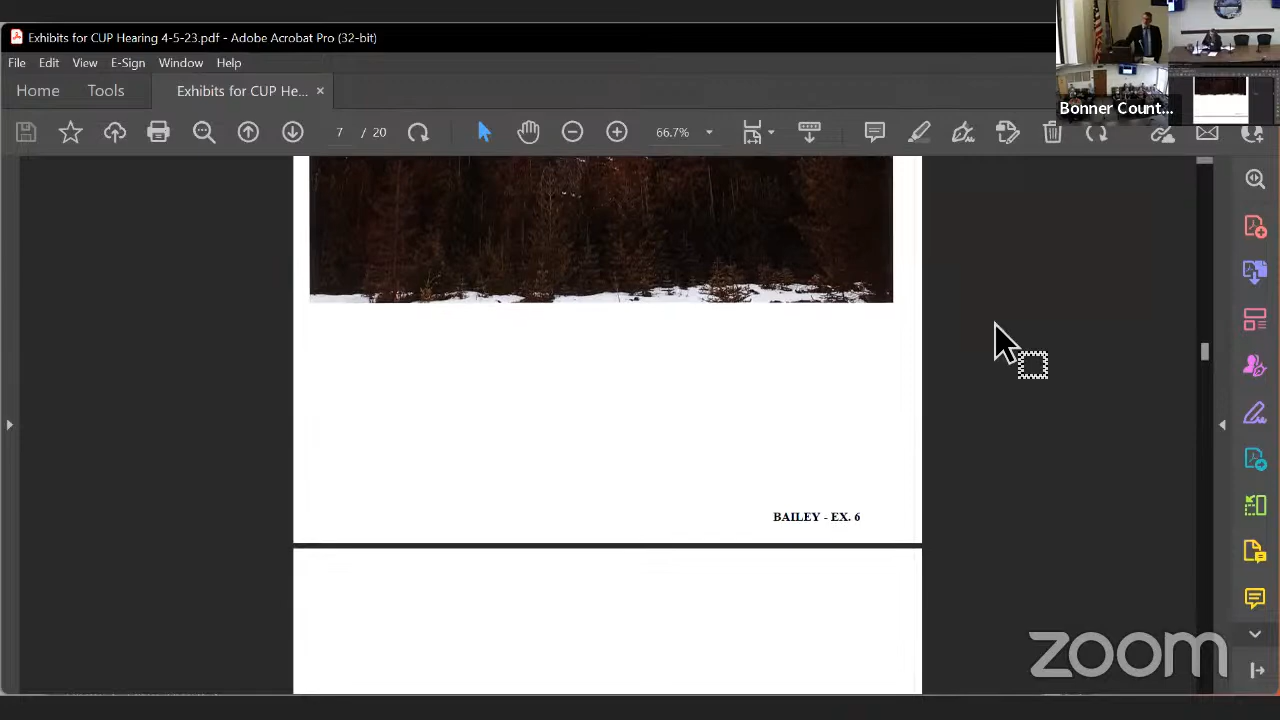 Exhibits for CUP Hearing 4-5-23.pdf - Adobe Acrobat Pro (32-bit)
File Edit View E-Sign Window Help
Home Tools Exhibits for CUP He... ×
7 / 20 66.7%
Bonner Count...
BAILEY - EX. 6
zoom